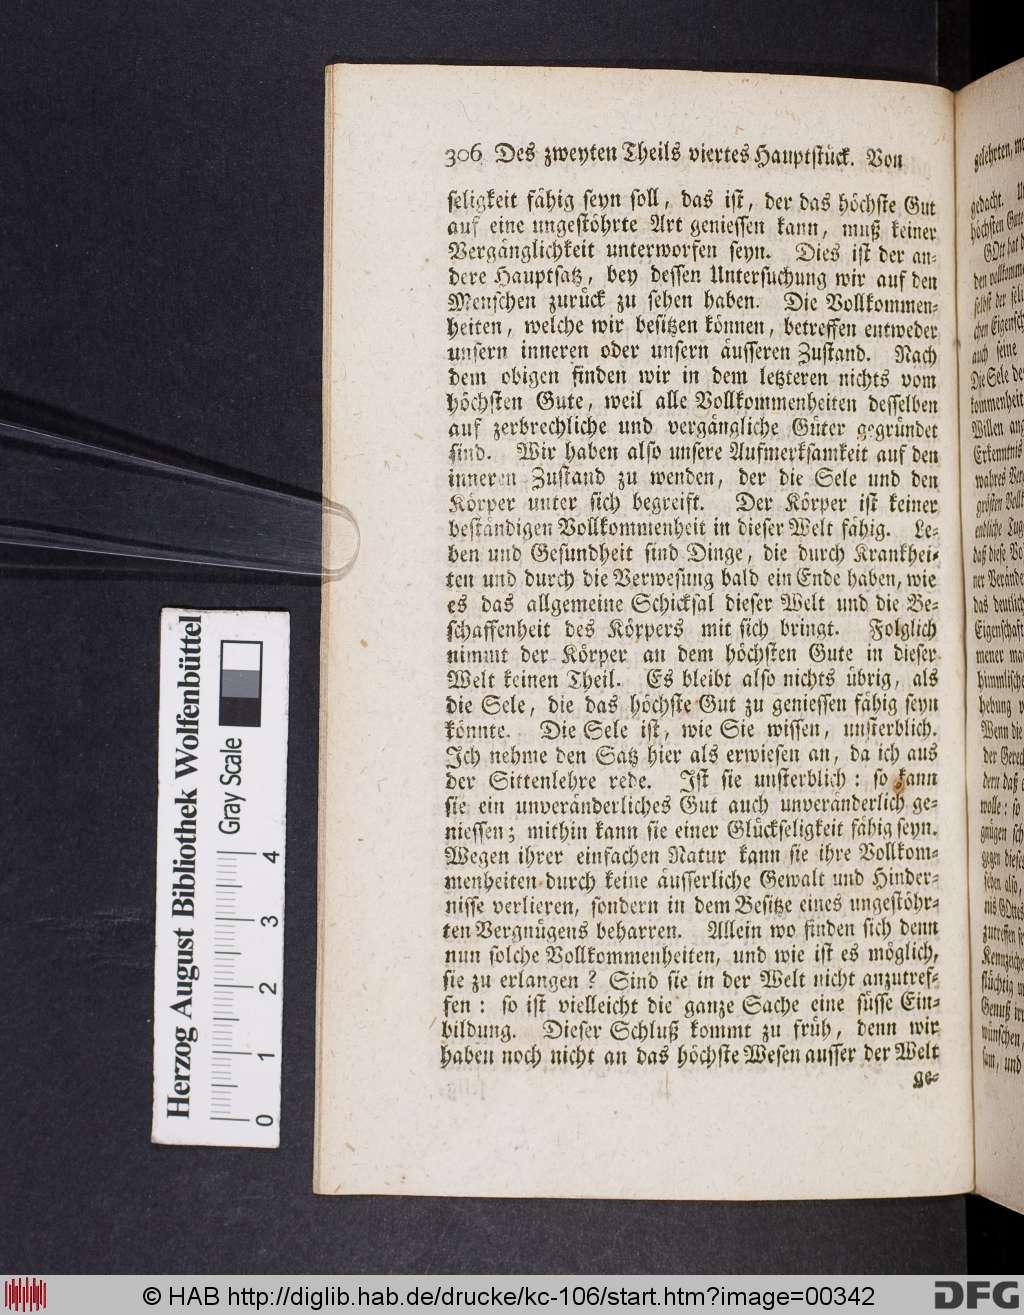 306 Des zweyten Theils viertes Hauptstück. Von
seligkeit fähig seyn soll, das ist, der das höchste Gut
auf eine ungestöhrte Art geniessen kann, muß keiner
Vergänglichkeit unterworfen seyn. Dies ist der an-
dere Hauptsatz, bey dessen Untersuchung wir auf den
Menschen zurück zu sehen haben. Die Vollkommen-
heiten, welche wir besitzen können, betreffen entweder
unsern inneren oder unsern äusseren Zustand. Nach
dem obigen finden wir in dem letzteren nichts vom
höchsten Gute, weil alle Vollkommenheiten desselben
auf zerbrechliche und vergängliche Güter gegründet
sind. Wir haben also unsere Aufmerksamkeit auf den
inneren Zustand zu wenden, der die Sele und den
Körper unter sich begreift. Der Körper ist keiner
beständigen Vollkommenheit in dieser Welt fähig. Le-
ben und Gesundheit sind Dinge, die durch Krankhei-
ten und durch die Verwesung bald ein Ende haben, wie
es das allgemeine Schicksal dieser Welt und die Be-
schaffenheit des Körpers mit sich bringt. Folglich
nimmt der Körper an dem höchsten Gute in dieser
Welt keinen Theil. Es bleibt also nichts übrig, als
die Sele, die das höchste Gut zu geniessen fähig seyn
könnte. Die Sele ist, wie Sie wissen, unsterblich.
Ich nehme den Satz hier als erwiesen an, da ich aus
der Sittenlehre rede. Ist sie unsterblich: so kann
sie ein unveränderliches Gut auch unveränderlich ge-
niessen; mithin kann sie einer Glückseligkeit fähig seyn.
Wegen ihrer einfachen Natur kann sie ihre Vollkom-
menheiten durch keine äusserliche Gewalt und Hinder-
nisse verlieren, sondern in dem Besitze eines ungestöhr-
ten Vergnügens beharren. Allein wo finden sich denn
nun solche Vollkommenheiten, und wie ist es möglich,
sie zu erlangen? Sind sie in der Welt nicht anzutref-
fen: so ist vielleicht die ganze Sache eine süsse Ein-
bildung. Dieser Schluß kommt zu früh, denn wir
haben noch nicht an das höchste Wesen ausser der Welt
ge-
Herzog August Bibliothek Wolfenbüttel
Gray Scale
0 1 2 3 4
© HAB http://diglib.hab.de/drucke/kc-106/start.htm?image=00342
DFG